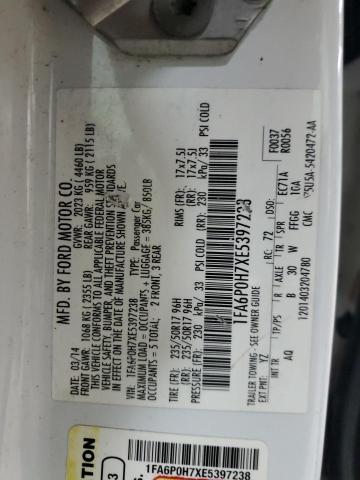 MFD. BY FORD MOTOR CO.
DATE: 03/14 GVWR: 2023 KG ( 4460 LB)
FRONT GAWR: 1068 KG ( 2355 LB) REAR GAWR: 959 KG ( 2115 LB)
THIS VEHICLE CONFORMS TO ALL APPLICABLE FEDERAL MOTOR
VEHICLE SAFETY, BUMPER, AND THEFT PREVENTION STANDARDS
IN EFFECT ON THE DATE OF MANUFACTURE SHOWN
VIN: 1FA6P0H7XE5397238 TYPE: Passenger Car
MAXIMUM LOAD = OCCUPANTS + LUGGAGE = 385KG/ 850LB
OCCUPANTS = 5 TOTAL: 2 FRONT, 3 REAR
TIRE (FR): 235/50R17 96H RIMS (FR): 17x7.5J
(RR): 235/50R17 96H (RR): 17x7.5J
PRESSURE (FR): 230 kPA/ 33 PSI COLD (RR): 230 kPA/ 33 PSI COLD
1FA6P0H7XE5397238
TRAILER TOWING - SEE OWNER GUIDE
F0037
R0056
EXT PNT: YZ RC: 72 DSO: EC71A
INT TR TP/PS R AXLE TR SPR
AQ B 30 W FFEG 1GA
1201403204780 CMC 5U5A-5420472-AA
1FA6P0H7XE5397238